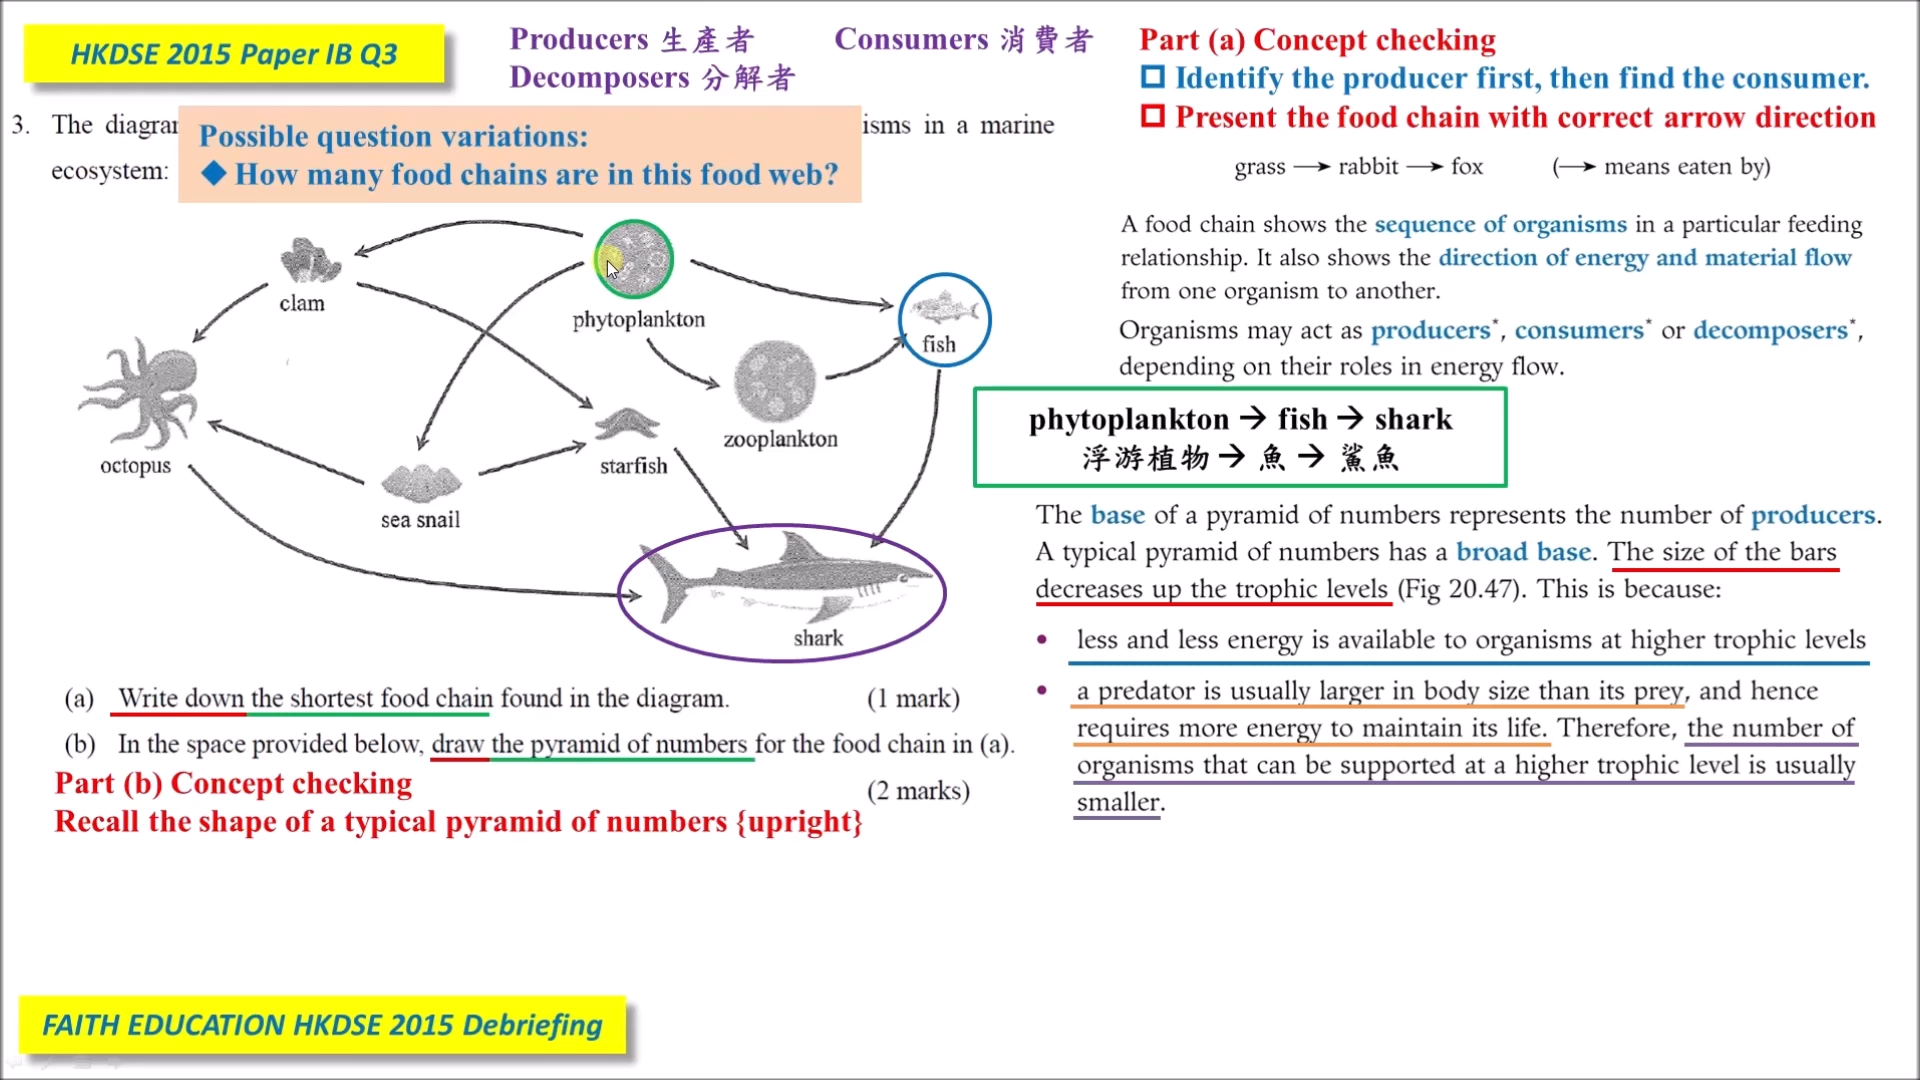 HKDSE 2015 Paper IB Q3
Producers 生產者 Consumers 消費者
Decomposers 分解者
Part (a) Concept checking
Identify the producer first, then find the consumer.
Present the food chain with correct arrow direction
3. The diagrar
isms in a marine
ecosystem:
Possible question variations:
◆ How many food chains are in this food web?
grass → rabbit → fox (→ means eaten by)
A food chain shows the sequence of organisms in a particular feeding
relationship. It also shows the direction of energy and material flow
from one organism to another.
Organisms may act as producers*, consumers* or decomposers*,
depending on their roles in energy flow.
clam
phytoplankton
fish
octopus
sea snail
starfish
zooplankton
shark
phytoplankton → fish → shark
浮游植物 → 魚 → 鯊魚
The base of a pyramid of numbers represents the number of producers.
A typical pyramid of numbers has a broad base. The size of the bars
decreases up the trophic levels (Fig 20.47). This is because:
• less and less energy is available to organisms at higher trophic levels
• a predator is usually larger in body size than its prey, and hence
requires more energy to maintain its life. Therefore, the number of
organisms that can be supported at a higher trophic level is usually
smaller.
(a) Write down the shortest food chain found in the diagram. (1 mark)
(b) In the space provided below, draw the pyramid of numbers for the food chain in (a).
(2 marks)
Part (b) Concept checking
Recall the shape of a typical pyramid of numbers {upright}
FAITH EDUCATION HKDSE 2015 Debriefing